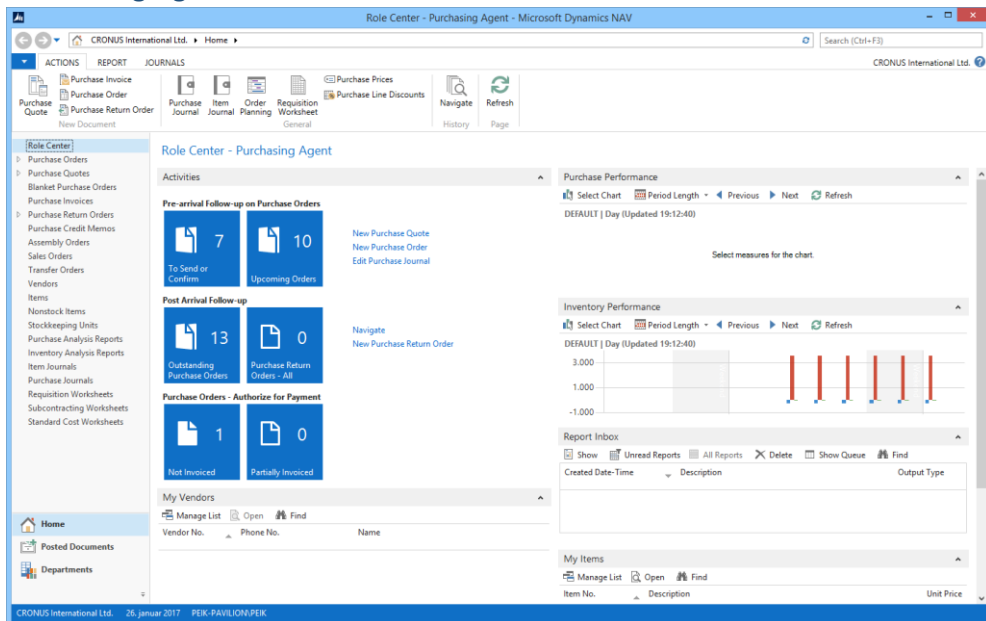 Role Center - Purchasing Agent - Microsoft Dynamics NAV
CRONUS International Ltd. Home
Search (Ctrl+F3)
ACTIONS REPORT JOURNALS
CRONUS International Ltd.
Purchase Quote
Purchase Invoice
Purchase Order
Purchase Return Order
New Document
Purchase Journal
Item Journal
Order Planning
Requisition Worksheet
Purchase Prices
Purchase Line Discounts
General
Navigate
History
Refresh
Page
Role Center
Purchase Orders
Purchase Quotes
Blanket Purchase Orders
Purchase Invoices
Purchase Return Orders
Purchase Credit Memos
Assembly Orders
Sales Orders
Transfer Orders
Vendors
Items
Nonstock Items
Stockkeeping Units
Purchase Analysis Reports
Inventory Analysis Reports
Item Journals
Purchase Journals
Requisition Worksheets
Subcontracting Worksheets
Standard Cost Worksheets
Home
Posted Documents
Departments
Role Center - Purchasing Agent
Activities
Pre-arrival Follow-up on Purchase Orders
7
To Send or
Confirm
10
Upcoming Orders
New Purchase Quote
New Purchase Order
Edit Purchase Journal
Post Arrival Follow-up
13
Outstanding
Purchase Orders
0
Purchase Return
Orders - All
Navigate
New Purchase Return Order
Purchase Orders - Authorize for Payment
1
Not Invoiced
0
Partially Invoiced
My Vendors
Manage List Open Find
Vendor No. Phone No. Name
Purchase Performance
Select Chart Period Length Previous Next Refresh
DEFAULT | Day (Updated 19:12:40)
Select measures for the chart.
Inventory Performance
Select Chart Period Length Previous Next Refresh
DEFAULT | Day (Updated 19:12:40)
3.000
1.000
-1.000
Report Inbox
Show Unread Reports All Reports Delete Show Queue Find
Created Date-Time Description Output Type
My Items
Manage List Open Find
Item No. Description Unit Price
CRONUS International Ltd. 26. januar 2017 PEIK-PAVILION\PEIK